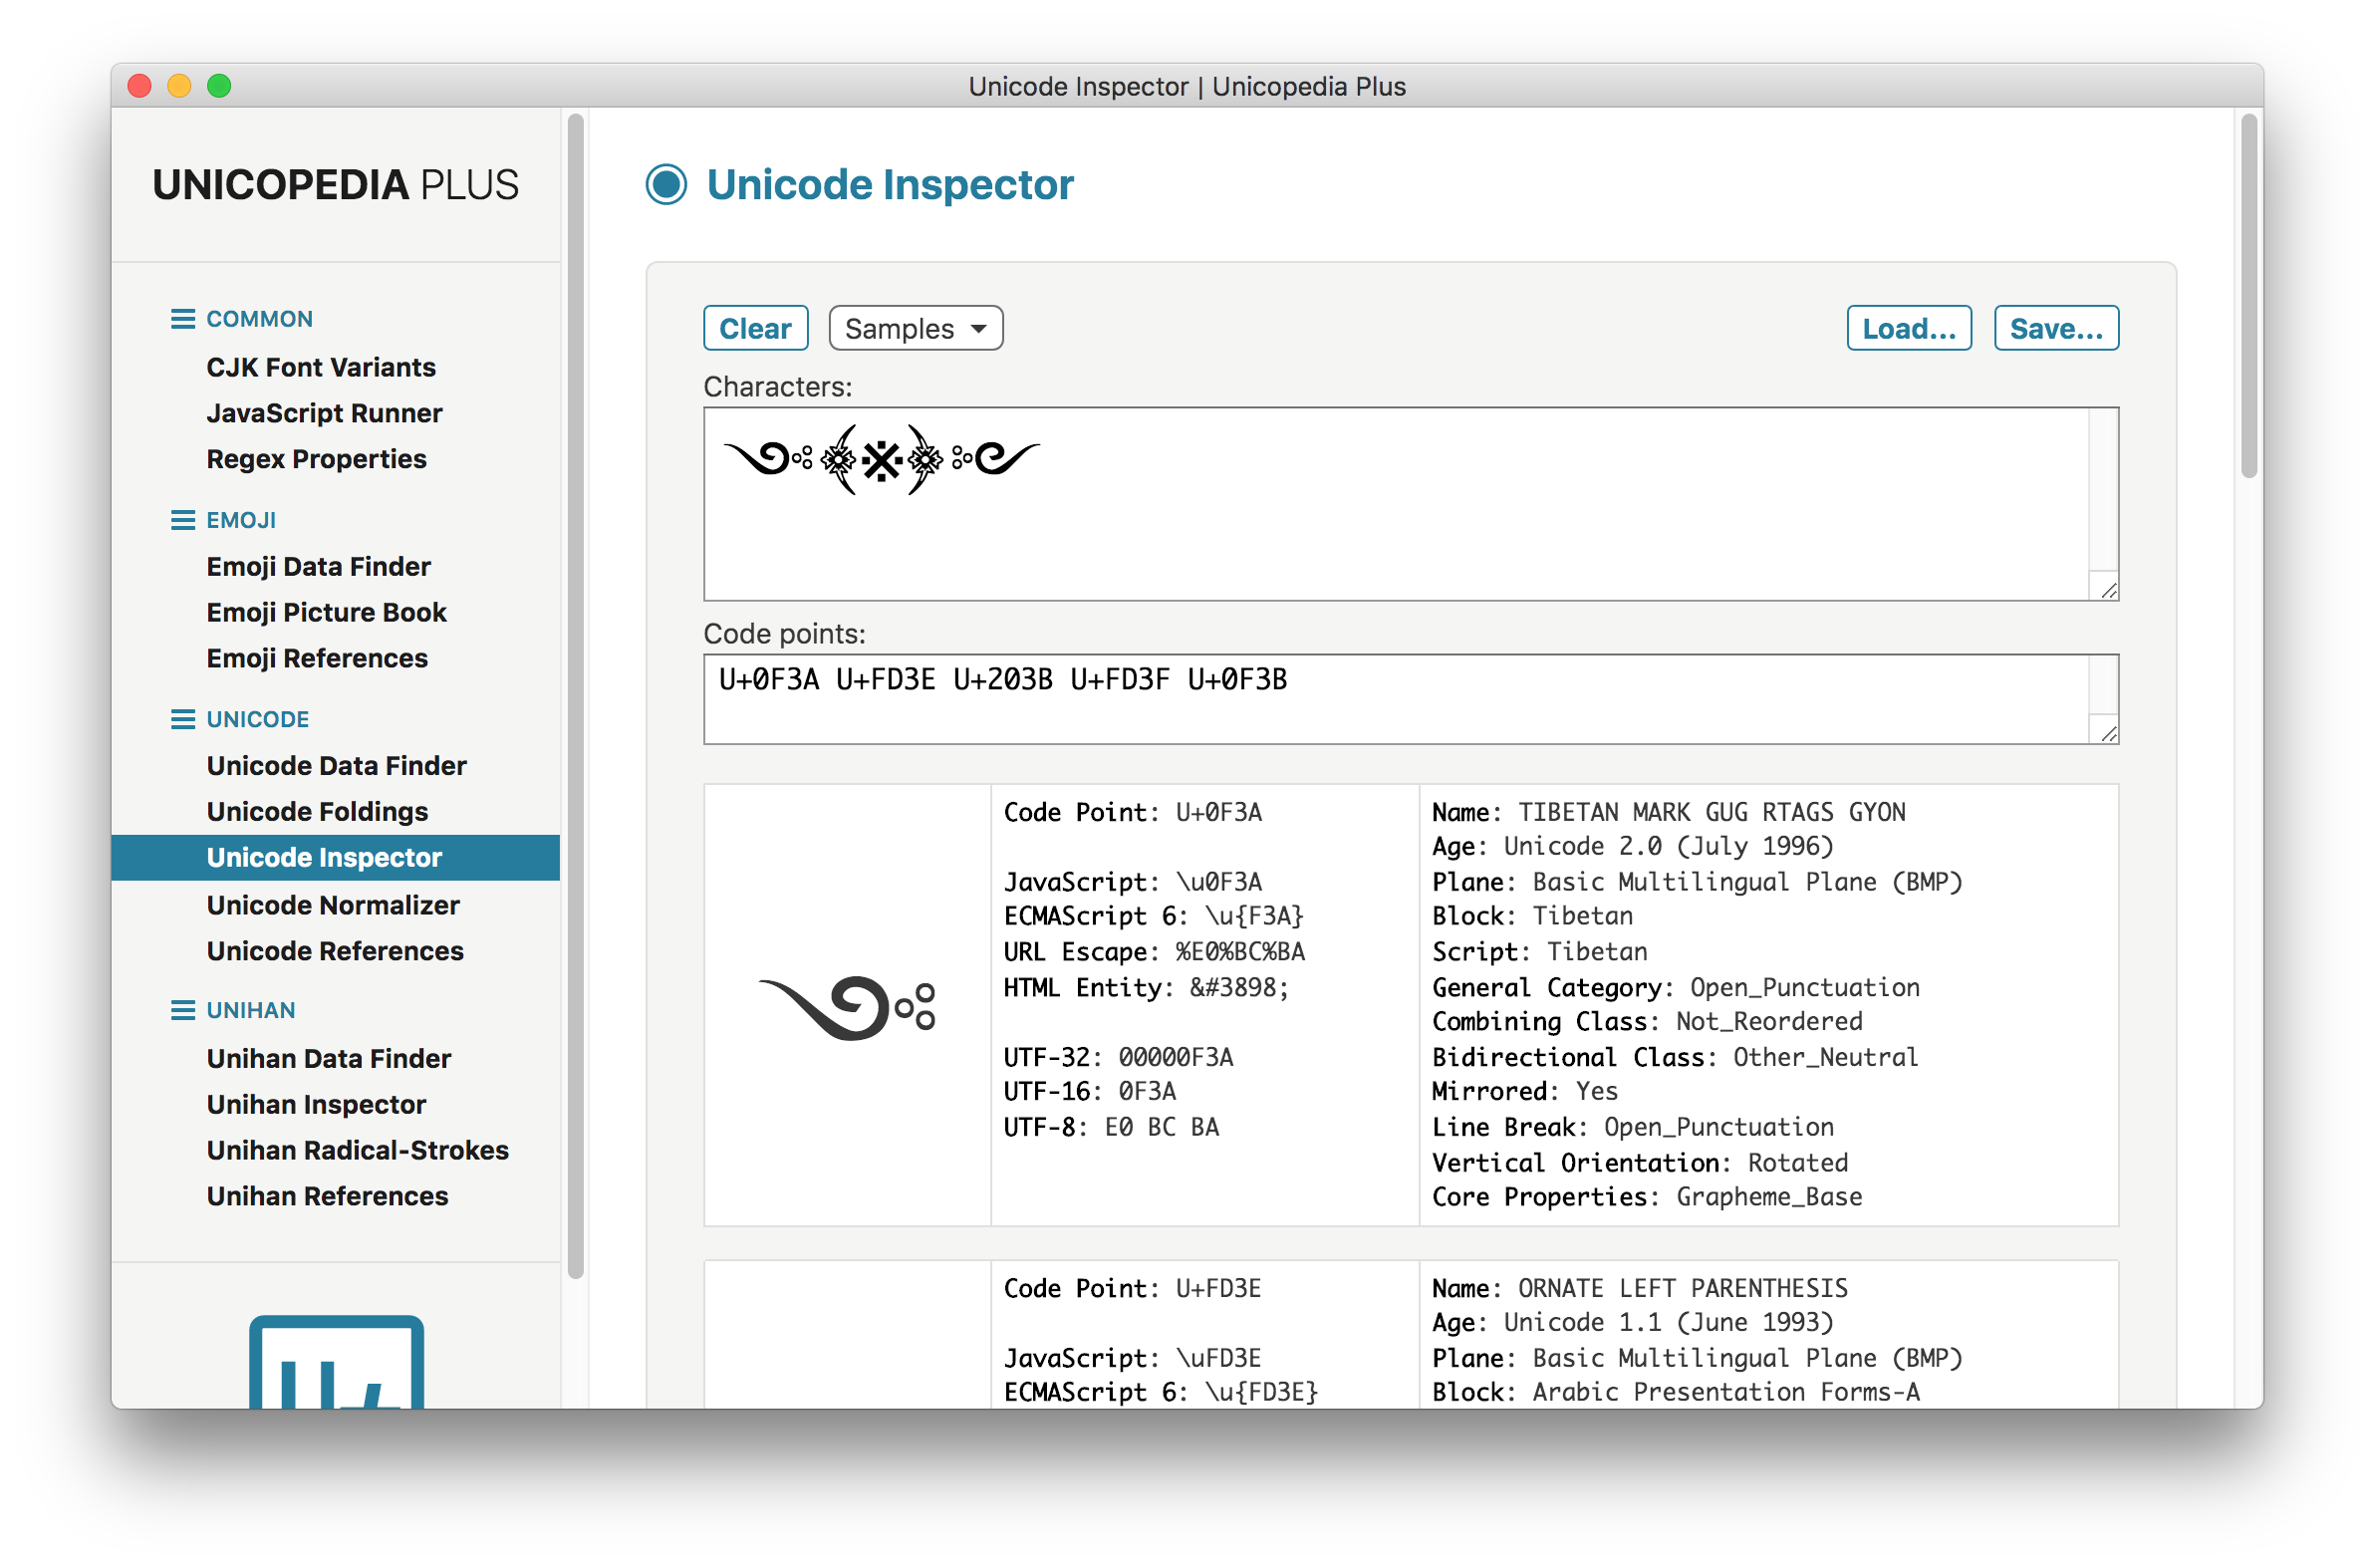 Unicode Inspector | Unicopedia Plus
UNICOPEDIA PLUS
COMMON
CJK Font Variants
JavaScript Runner
Regex Properties
EMOJI
Emoji Data Finder
Emoji Picture Book
Emoji References
UNICODE
Unicode Data Finder
Unicode Foldings
Unicode Inspector
Unicode Normalizer
Unicode References
UNIHAN
Unihan Data Finder
Unihan Inspector
Unihan Radical-Strokes
Unihan References
U+
Unicode Inspector
Clear
Samples
Load...
Save...
Characters:
༺﴾※﴿༻
Code points:
U+0F3A U+FD3E U+203B U+FD3F U+0F3B
༺
Code Point: U+0F3A
JavaScript: \u0F3A
ECMAScript 6: \u{F3A}
URL Escape: %E0%BC%BA
HTML Entity: &#3898;
UTF-32: 00000F3A
UTF-16: 0F3A
UTF-8: E0 BC BA
Name: TIBETAN MARK GUG RTAGS GYON
Age: Unicode 2.0 (July 1996)
Plane: Basic Multilingual Plane (BMP)
Block: Tibetan
Script: Tibetan
General Category: Open_Punctuation
Combining Class: Not_Reordered
Bidirectional Class: Other_Neutral
Mirrored: Yes
Line Break: Open_Punctuation
Vertical Orientation: Rotated
Core Properties: Grapheme_Base
Code Point: U+FD3E
JavaScript: \uFD3E
ECMAScript 6: \u{FD3E}
Name: ORNATE LEFT PARENTHESIS
Age: Unicode 1.1 (June 1993)
Plane: Basic Multilingual Plane (BMP)
Block: Arabic Presentation Forms-A